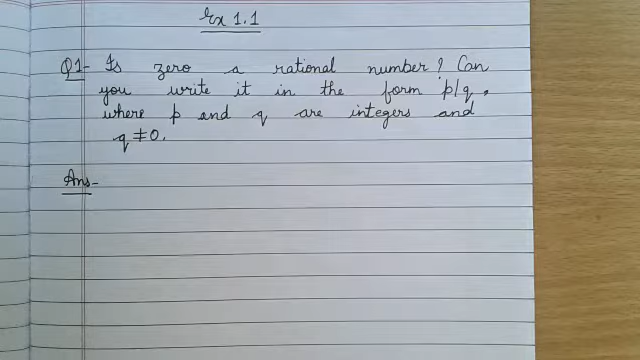 Ex 1.1
Q1- Is zero a rational number? Can
you write it in the form p/q,
where p and q are integers and
q ≠ 0.
Ans-